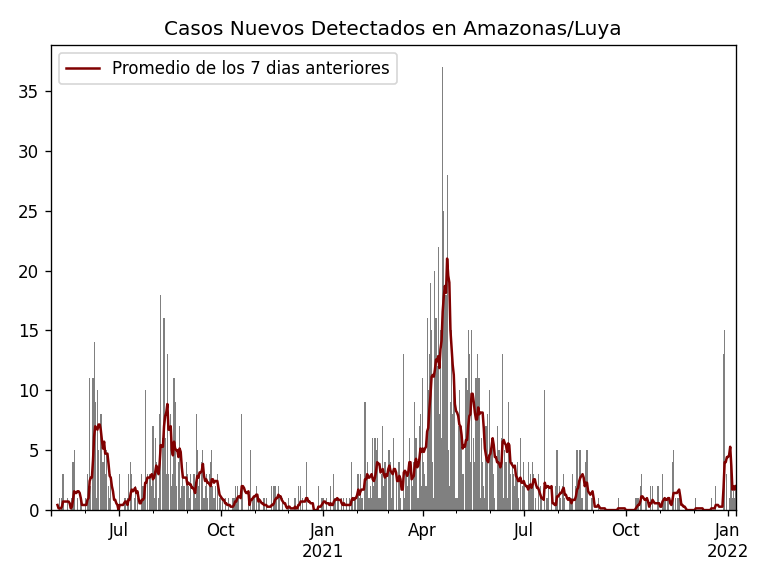 Casos Nuevos Detectados en Amazonas/Luya
Promedio de los 7 dias anteriores
35
30
25
20
15
10
5
0
Jul
Oct
Jan
2021
Apr
Jul
Oct
Jan
2022